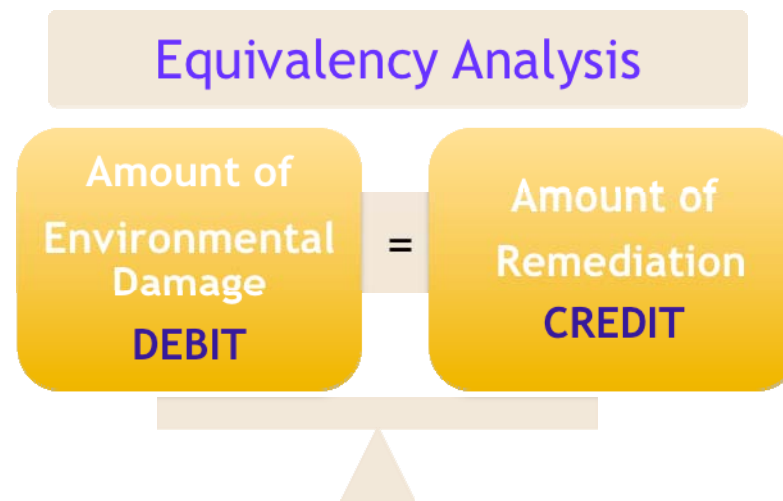 Equivalency Analysis
Amount of
Environmental
Damage
DEBIT
=
Amount of
Remediation
CREDIT